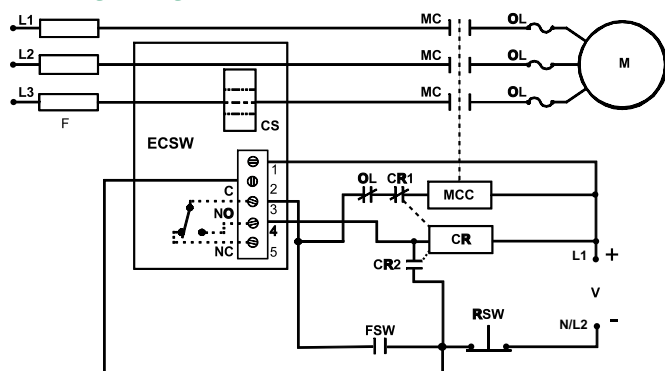 L1 MC OL
L2 MC OL M
L3 MC OL
F
CS
ECSW
1
C 2
NO 3
4
NC 5
OL CR1
MCC
CR
CR2
L1 +
V
N/L2 -
FSW
RSW